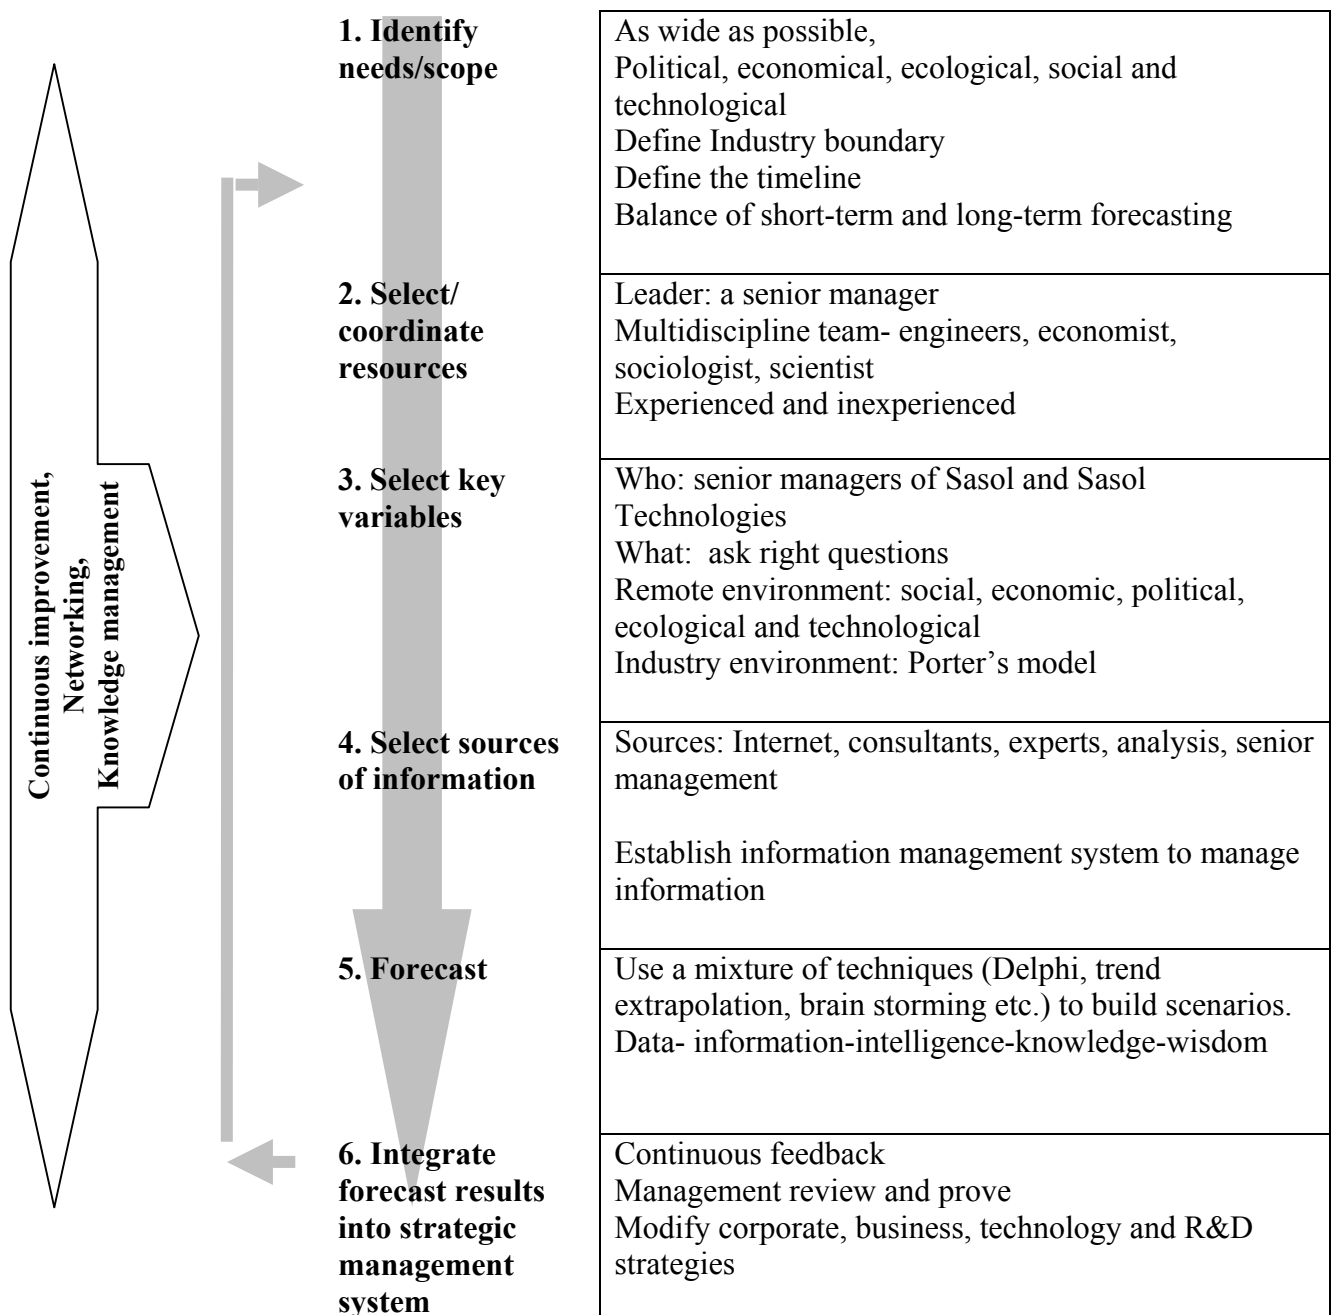 Continuous improvement,
Networking,
Knowledge management
1. Identify
needs/scope
As wide as possible,
Political, economical, ecological, social and
technological
Define Industry boundary
Define the timeline
Balance of short-term and long-term forecasting
2. Select/
coordinate
resources
Leader: a senior manager
Multidiscipline team- engineers, economist,
sociologist, scientist
Experienced and inexperienced
3. Select key
variables
Who: senior managers of Sasol and Sasol
Technologies
What:  ask right questions
Remote environment: social, economic, political,
ecological and technological
Industry environment: Porter’s model
4. Select sources
of information
Sources: Internet, consultants, experts, analysis, senior
management
Establish information management system to manage
information
5. Forecast
Use a mixture of techniques (Delphi, trend
extrapolation, brain storming etc.) to build scenarios.
Data- information-intelligence-knowledge-wisdom
6. Integrate
forecast results
into strategic
management
system
Continuous feedback
Management review and prove
Modify corporate, business, technology and R&D
strategies